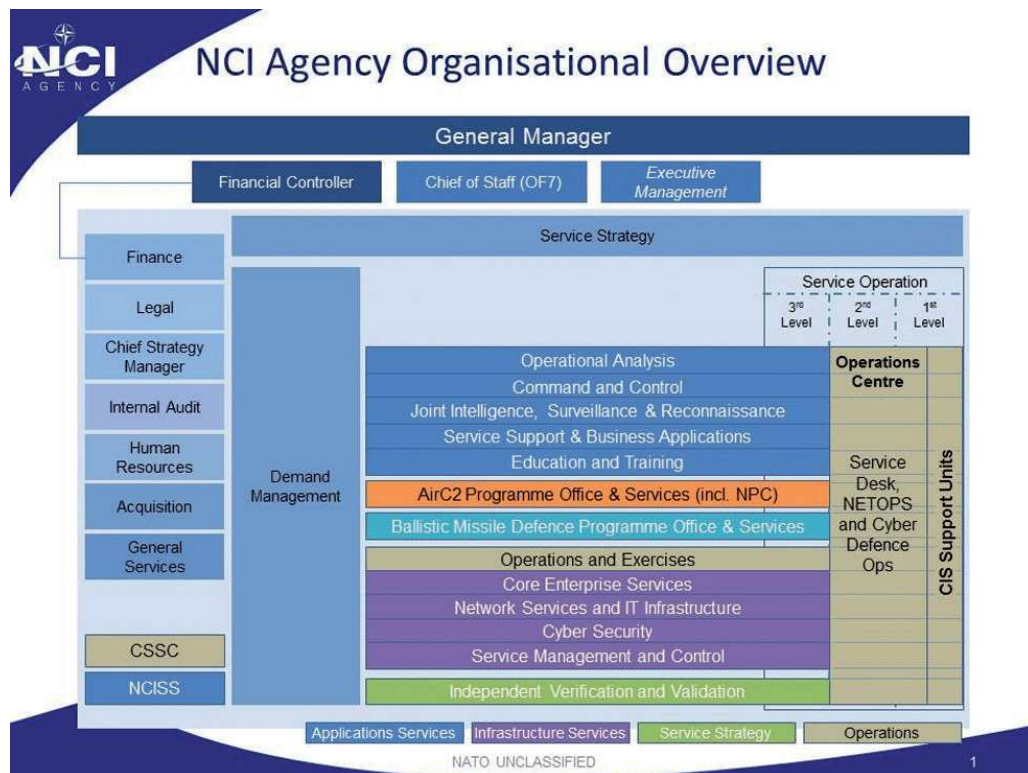 NCI
AGENCY
NCI Agency Organisational Overview
General Manager
Financial Controller
Chief of Staff (OF7)
Executive
Management
Service Strategy
Finance
Legal
Chief Strategy
Manager
Internal Audit
Human
Resources
Acquisition
General
Services
CSSC
NCISS
Demand
Management
Service Operation
3rd
Level
2nd
Level
1st
Level
Operational Analysis
Command and Control
Joint Intelligence, Surveillance & Reconnaissance
Service Support & Business Applications
Education and Training
AirC2 Programme Office & Services (incl. NPC)
Ballistic Missile Defence Programme Office & Services
Operations and Exercises
Core Enterprise Services
Network Services and IT Infrastructure
Cyber Security
Service Management and Control
Independent Verification and Validation
Operations
Centre
Service
Desk,
NETOPS
and Cyber
Defence
Ops
CIS Support Units
Applications Services
Infrastructure Services
Service Strategy
Operations
NATO UNCLASSIFIED
1